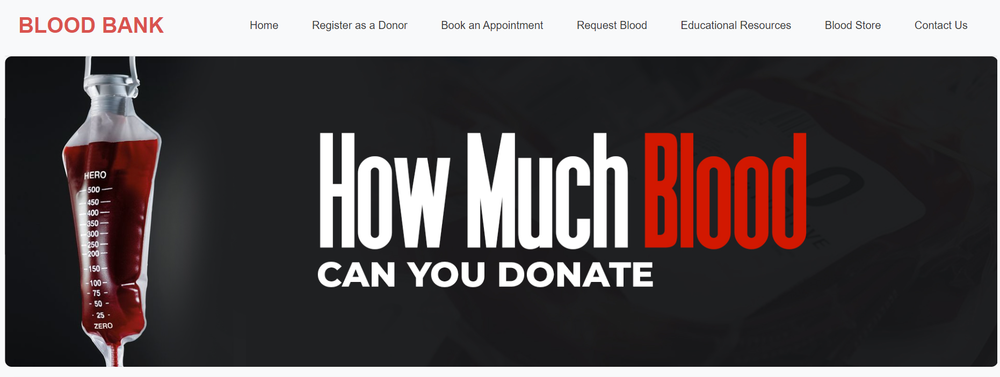 BLOOD BANK
Home Register as a Donor Book an Appointment Request Blood Educational Resources Blood Store Contact Us
HERO
500
450
400
350
300
250
200
150
100
75
50
25
ZERO
How Much Blood
CAN YOU DONATE